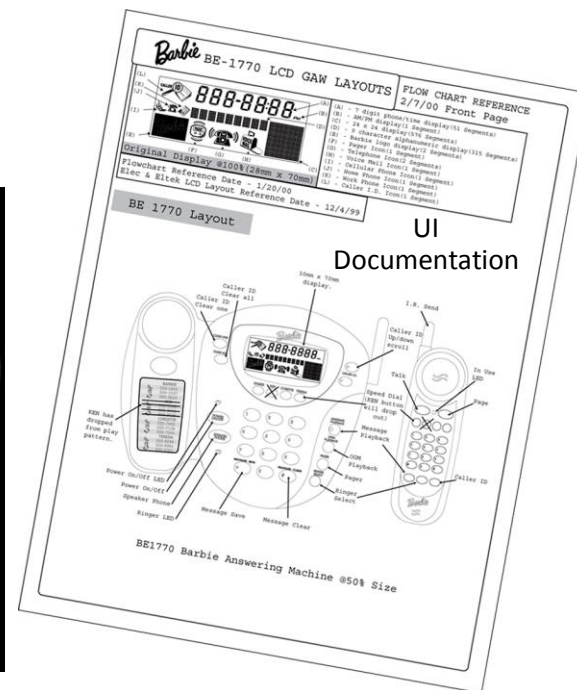 Barbie BE-1770 LCD GAW LAYOUTS
FLOW CHART REFERENCE
2/7/00 Front Page
(A) - 7 digit phone/time display(51 Segments)
(B) - AM/PM display(1 Segment)
(C) - 24 x 24 display(576 Segments)
(D) - 9 character alphanumeric display(315 Segments)
(E) - Barbie logo display(2 Segments)
(F) - Pager Icon(1 Segment)
(G) - Telephone Icon(2 Segments)
(H) - Voice Mail Icon(1 Segment)
(I) - Cellular Phone Icon(1 Segment)
(J) - Home Phone Icon(1 Segment)
(K) - Work Phone Icon(1 Segment)
(L) - Caller I.D. Icon(1 Segment)
(L)
(K)
(J)
(I)
(E)
(F)
(G)
(H)
(A)
(B)
(D)
(C)
Original Display @100%(28mm x 70mm)
Flowchart Reference Date - 1/20/00
Elec & Eltek LCD Layout Reference Date - 12/4/99
BE 1770 Layout
UI
Documentation
30mm x 70mm
display.
Caller ID
Clear all
Caller ID
Clear one
I.R. Send
Caller ID
Up/down
scroll
In Use
LED
Talk
Page
Speed Dial
(KEN button
will drop
out)
Barbie
KEN has
dropped
from play
pattern.
Message
Playback
OGM
Playback
Pager
Ringer
Select
Caller ID
Power On/Off LED
Power On/Off
Speaker Phone
Ringer LED
Message Save
Message Clear
Barbie
BE1770 Barbie Answering Machine @50% Size